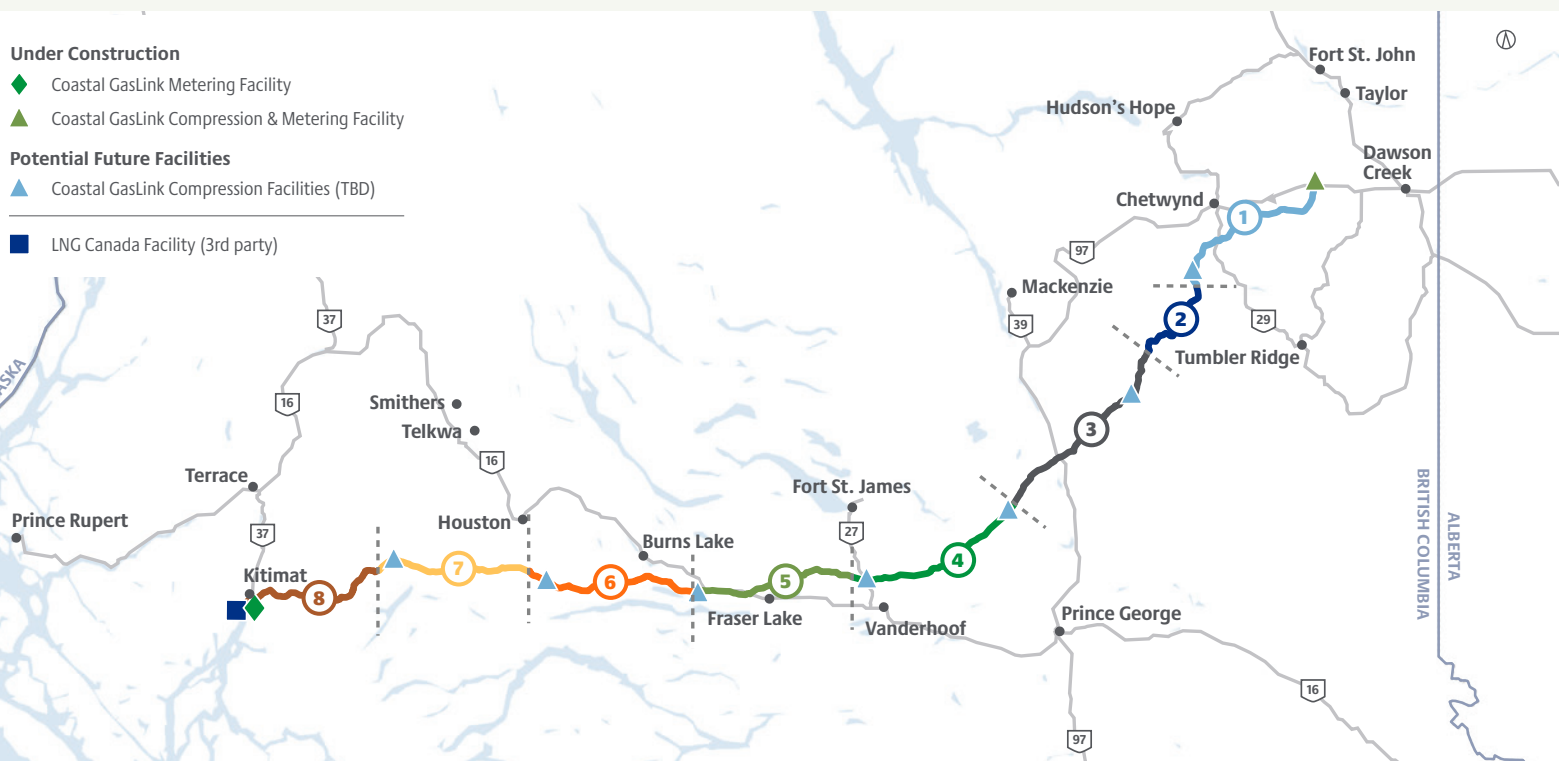 Under Construction
Coastal GasLink Metering Facility
Coastal GasLink Compression & Metering Facility
Potential Future Facilities
Coastal GasLink Compression Facilities (TBD)
LNG Canada Facility (3rd party)
Fort St. John
Taylor
Hudson's Hope
Dawson
Creek
Chetwynd
1
97
Mackenzie
39
2
29
Tumbler Ridge
37
ASKA
16
Smithers
Telkwa
3
16
Terrace
Fort St. James
Prince Rupert
Houston
37
27
BRITISH COLUMBIA
ALBERTA
Burns Lake
4
Kitimat
7
6
5
8
Fraser Lake
Vanderhoof
Prince George
16
97